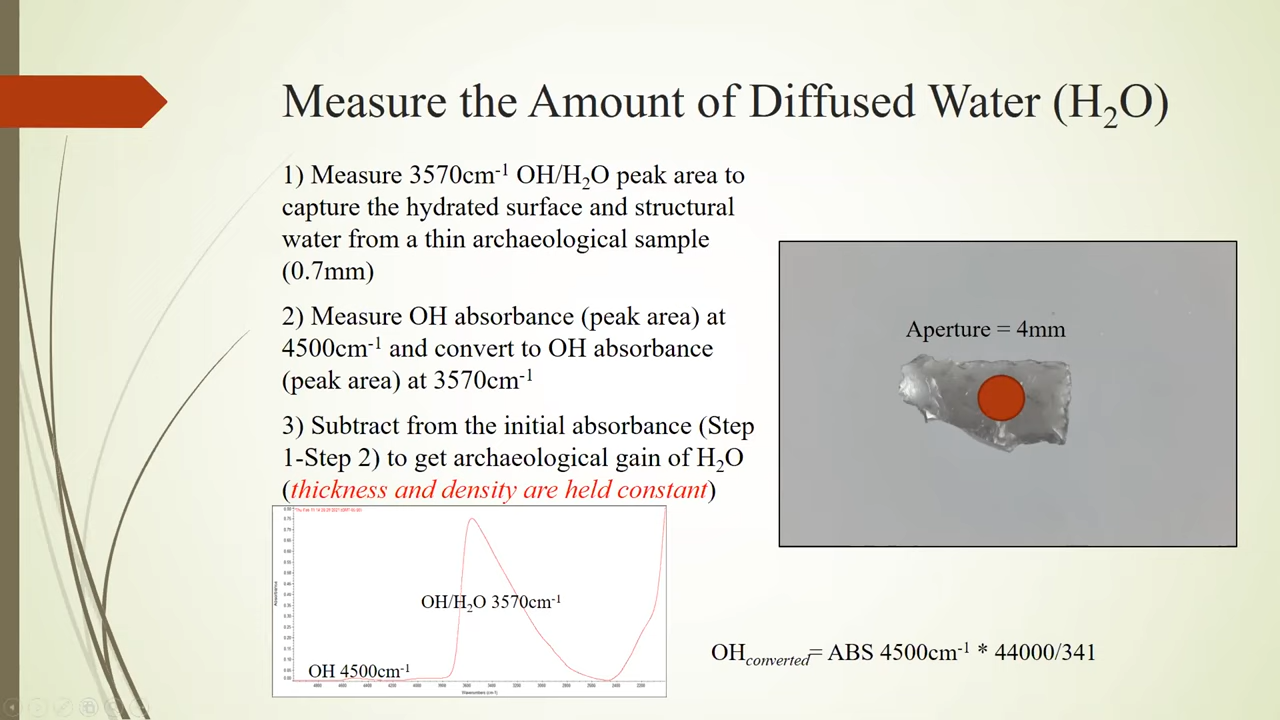 Measure the Amount of Diffused Water (H₂O)
1) Measure 3570cm⁻¹ OH/H₂O peak area to
capture the hydrated surface and structural
water from a thin archaeological sample
(0.7mm)
2) Measure OH absorbance (peak area) at
4500cm⁻¹ and convert to OH absorbance
(peak area) at 3570cm⁻¹
3) Subtract from the initial absorbance (Step
1-Step 2) to get archaeological gain of H₂O
(thickness and density are held constant)
Aperture = 4mm
OH/H₂O 3570cm⁻¹
OH 4500cm⁻¹
Wavenumbers (cm-1)
OHconverted= ABS 4500cm⁻¹ * 44000/341